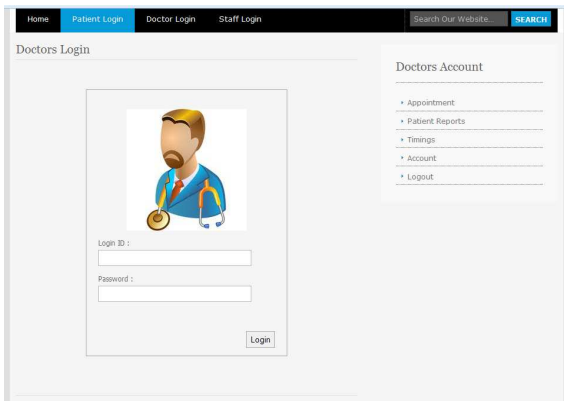 Home Patient Login Doctor Login Staff Login Search Our Website... SEARCH
Doctors Login
Login ID :
Password :
Login
Doctors Account
Appointment
Patient Reports
Timings
Account
Logout